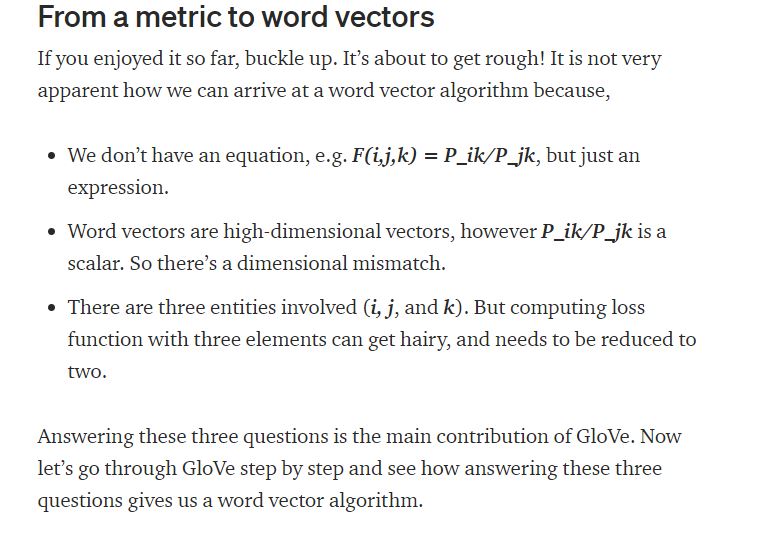 From a metric to word vectors
If you enjoyed it so far, buckle up. It’s about to get rough! It is not very
apparent how we can arrive at a word vector algorithm because,
• We don’t have an equation, e.g. F(i,j,k) = P_ik/P_jk, but just an
expression.
• Word vectors are high-dimensional vectors, however P_ik/P_jk is a
scalar. So there’s a dimensional mismatch.
• There are three entities involved (i, j, and k). But computing loss
function with three elements can get hairy, and needs to be reduced to
two.
Answering these three questions is the main contribution of GloVe. Now
let’s go through GloVe step by step and see how answering these three
questions gives us a word vector algorithm.